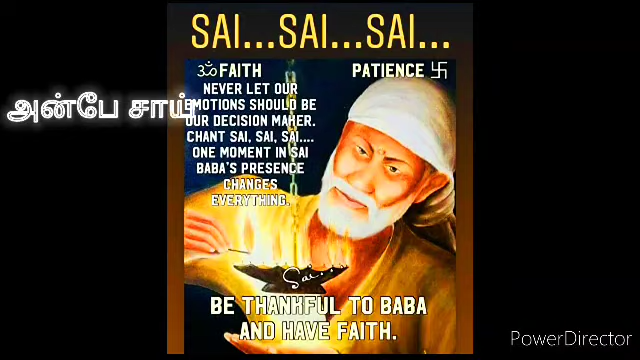 SAI...SAI...SAI...
ॐ FAITH
PATIENCE 卐
NEVER LET OUR
EMOTIONS SHOULD BE
OUR DECISION MAKER.
CHANT SAI, SAI, SAI....
ONE MOMENT IN SAI
BABA'S PRESENCE
CHANGES
EVERYTHING.
அன்பே சாய்
Sai...
BE THANKFUL TO BABA
AND HAVE FAITH.
PowerDirector